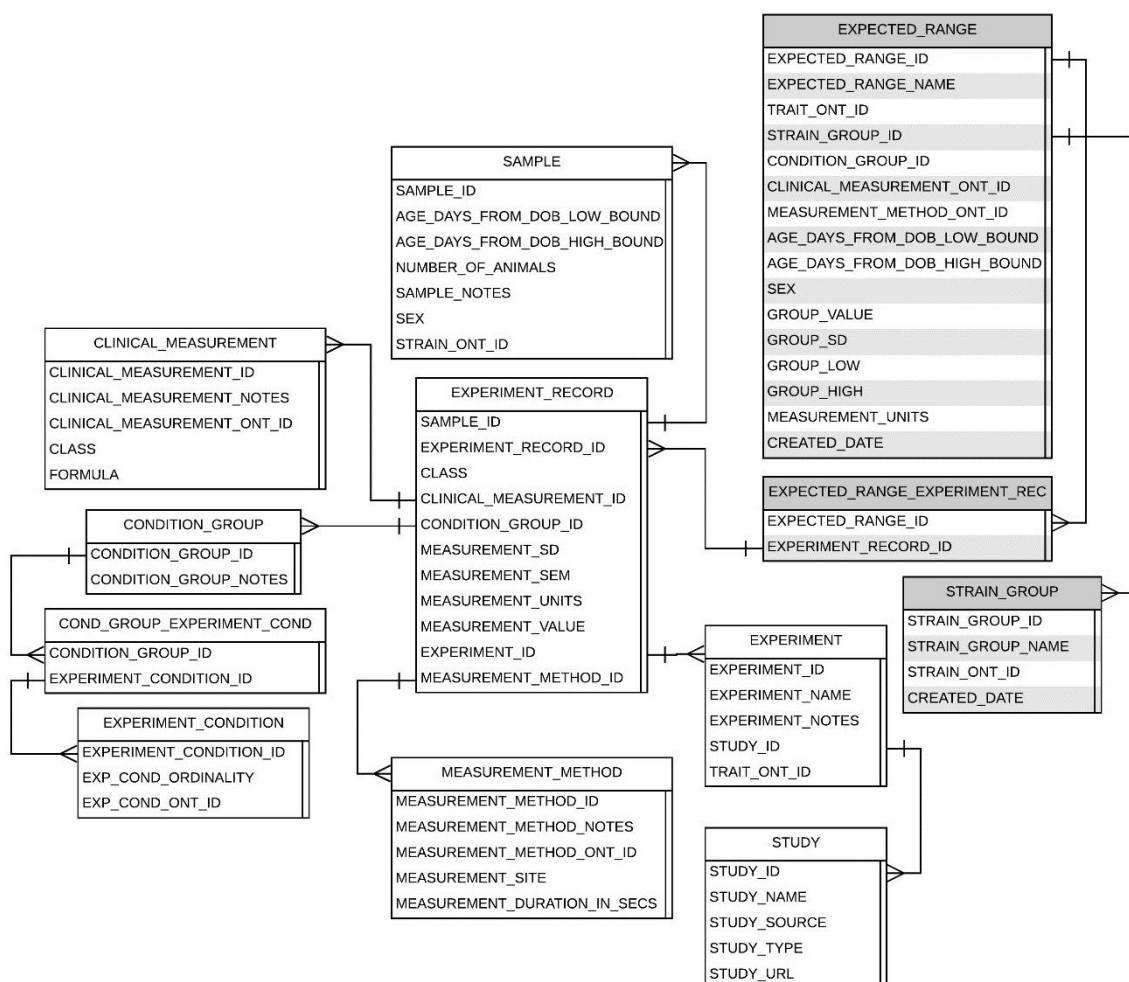 EXPECTED_RANGE
EXPECTED_RANGE_ID
EXPECTED_RANGE_NAME
TRAIT_ONT_ID
STRAIN_GROUP_ID
CONDITION_GROUP_ID
CLINICAL_MEASUREMENT_ONT_ID
MEASUREMENT_METHOD_ONT_ID
AGE_DAYS_FROM_DOB_LOW_BOUND
AGE_DAYS_FROM_DOB_HIGH_BOUND
SEX
GROUP_VALUE
GROUP_SD
GROUP_LOW
GROUP_HIGH
MEASUREMENT_UNITS
CREATED_DATE
SAMPLE
SAMPLE_ID
AGE_DAYS_FROM_DOB_LOW_BOUND
AGE_DAYS_FROM_DOB_HIGH_BOUND
NUMBER_OF_ANIMALS
SAMPLE_NOTES
SEX
STRAIN_ONT_ID
CLINICAL_MEASUREMENT
CLINICAL_MEASUREMENT_ID
CLINICAL_MEASUREMENT_NOTES
CLINICAL_MEASUREMENT_ONT_ID
CLASS
FORMULA
EXPERIMENT_RECORD
SAMPLE_ID
EXPERIMENT_RECORD_ID
CLASS
CLINICAL_MEASUREMENT_ID
CONDITION_GROUP_ID
MEASUREMENT_SD
MEASUREMENT_SEM
MEASUREMENT_UNITS
MEASUREMENT_VALUE
EXPERIMENT_ID
MEASUREMENT_METHOD_ID
EXPECTED_RANGE_EXPERIMENT_REC
EXPECTED_RANGE_ID
EXPERIMENT_RECORD_ID
CONDITION_GROUP
CONDITION_GROUP_ID
CONDITION_GROUP_NOTES
COND_GROUP_EXPERIMENT_COND
CONDITION_GROUP_ID
EXPERIMENT_CONDITION_ID
STRAIN_GROUP
STRAIN_GROUP_ID
STRAIN_GROUP_NAME
STRAIN_ONT_ID
CREATED_DATE
EXPERIMENT
EXPERIMENT_ID
EXPERIMENT_NAME
EXPERIMENT_NOTES
STUDY_ID
TRAIT_ONT_ID
EXPERIMENT_CONDITION
EXPERIMENT_CONDITION_ID
EXP_COND_ORDINALITY
EXP_COND_ONT_ID
MEASUREMENT_METHOD
MEASUREMENT_METHOD_ID
MEASUREMENT_METHOD_NOTES
MEASUREMENT_METHOD_ONT_ID
MEASUREMENT_SITE
MEASUREMENT_DURATION_IN_SECS
STUDY
STUDY_ID
STUDY_NAME
STUDY_SOURCE
STUDY_TYPE
STUDY_URL